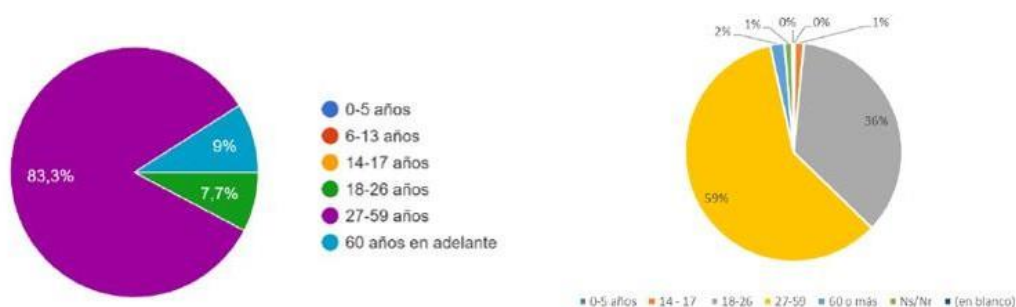 83,3%
9%
7,7%
0-5 años
6-13 años
14-17 años
18-26 años
27-59 años
60 años en adelante
2%
1%
0%
0%
1%
36%
59%
0-5 años 14 - 17 18-26 27-59 60 o más Ns/Nr (en blanco)